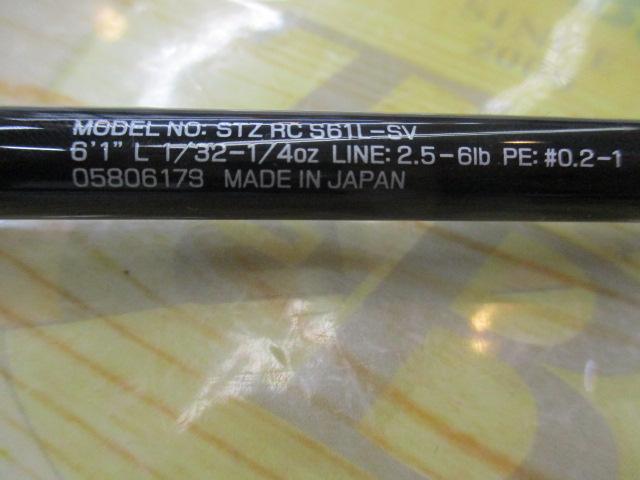 MODEL NO: STZ RC S61L-SV
6'1" L 1/32-1/4oz LINE: 2.5-6lb PE: #0.2-1
05806173 MADE IN JAPAN